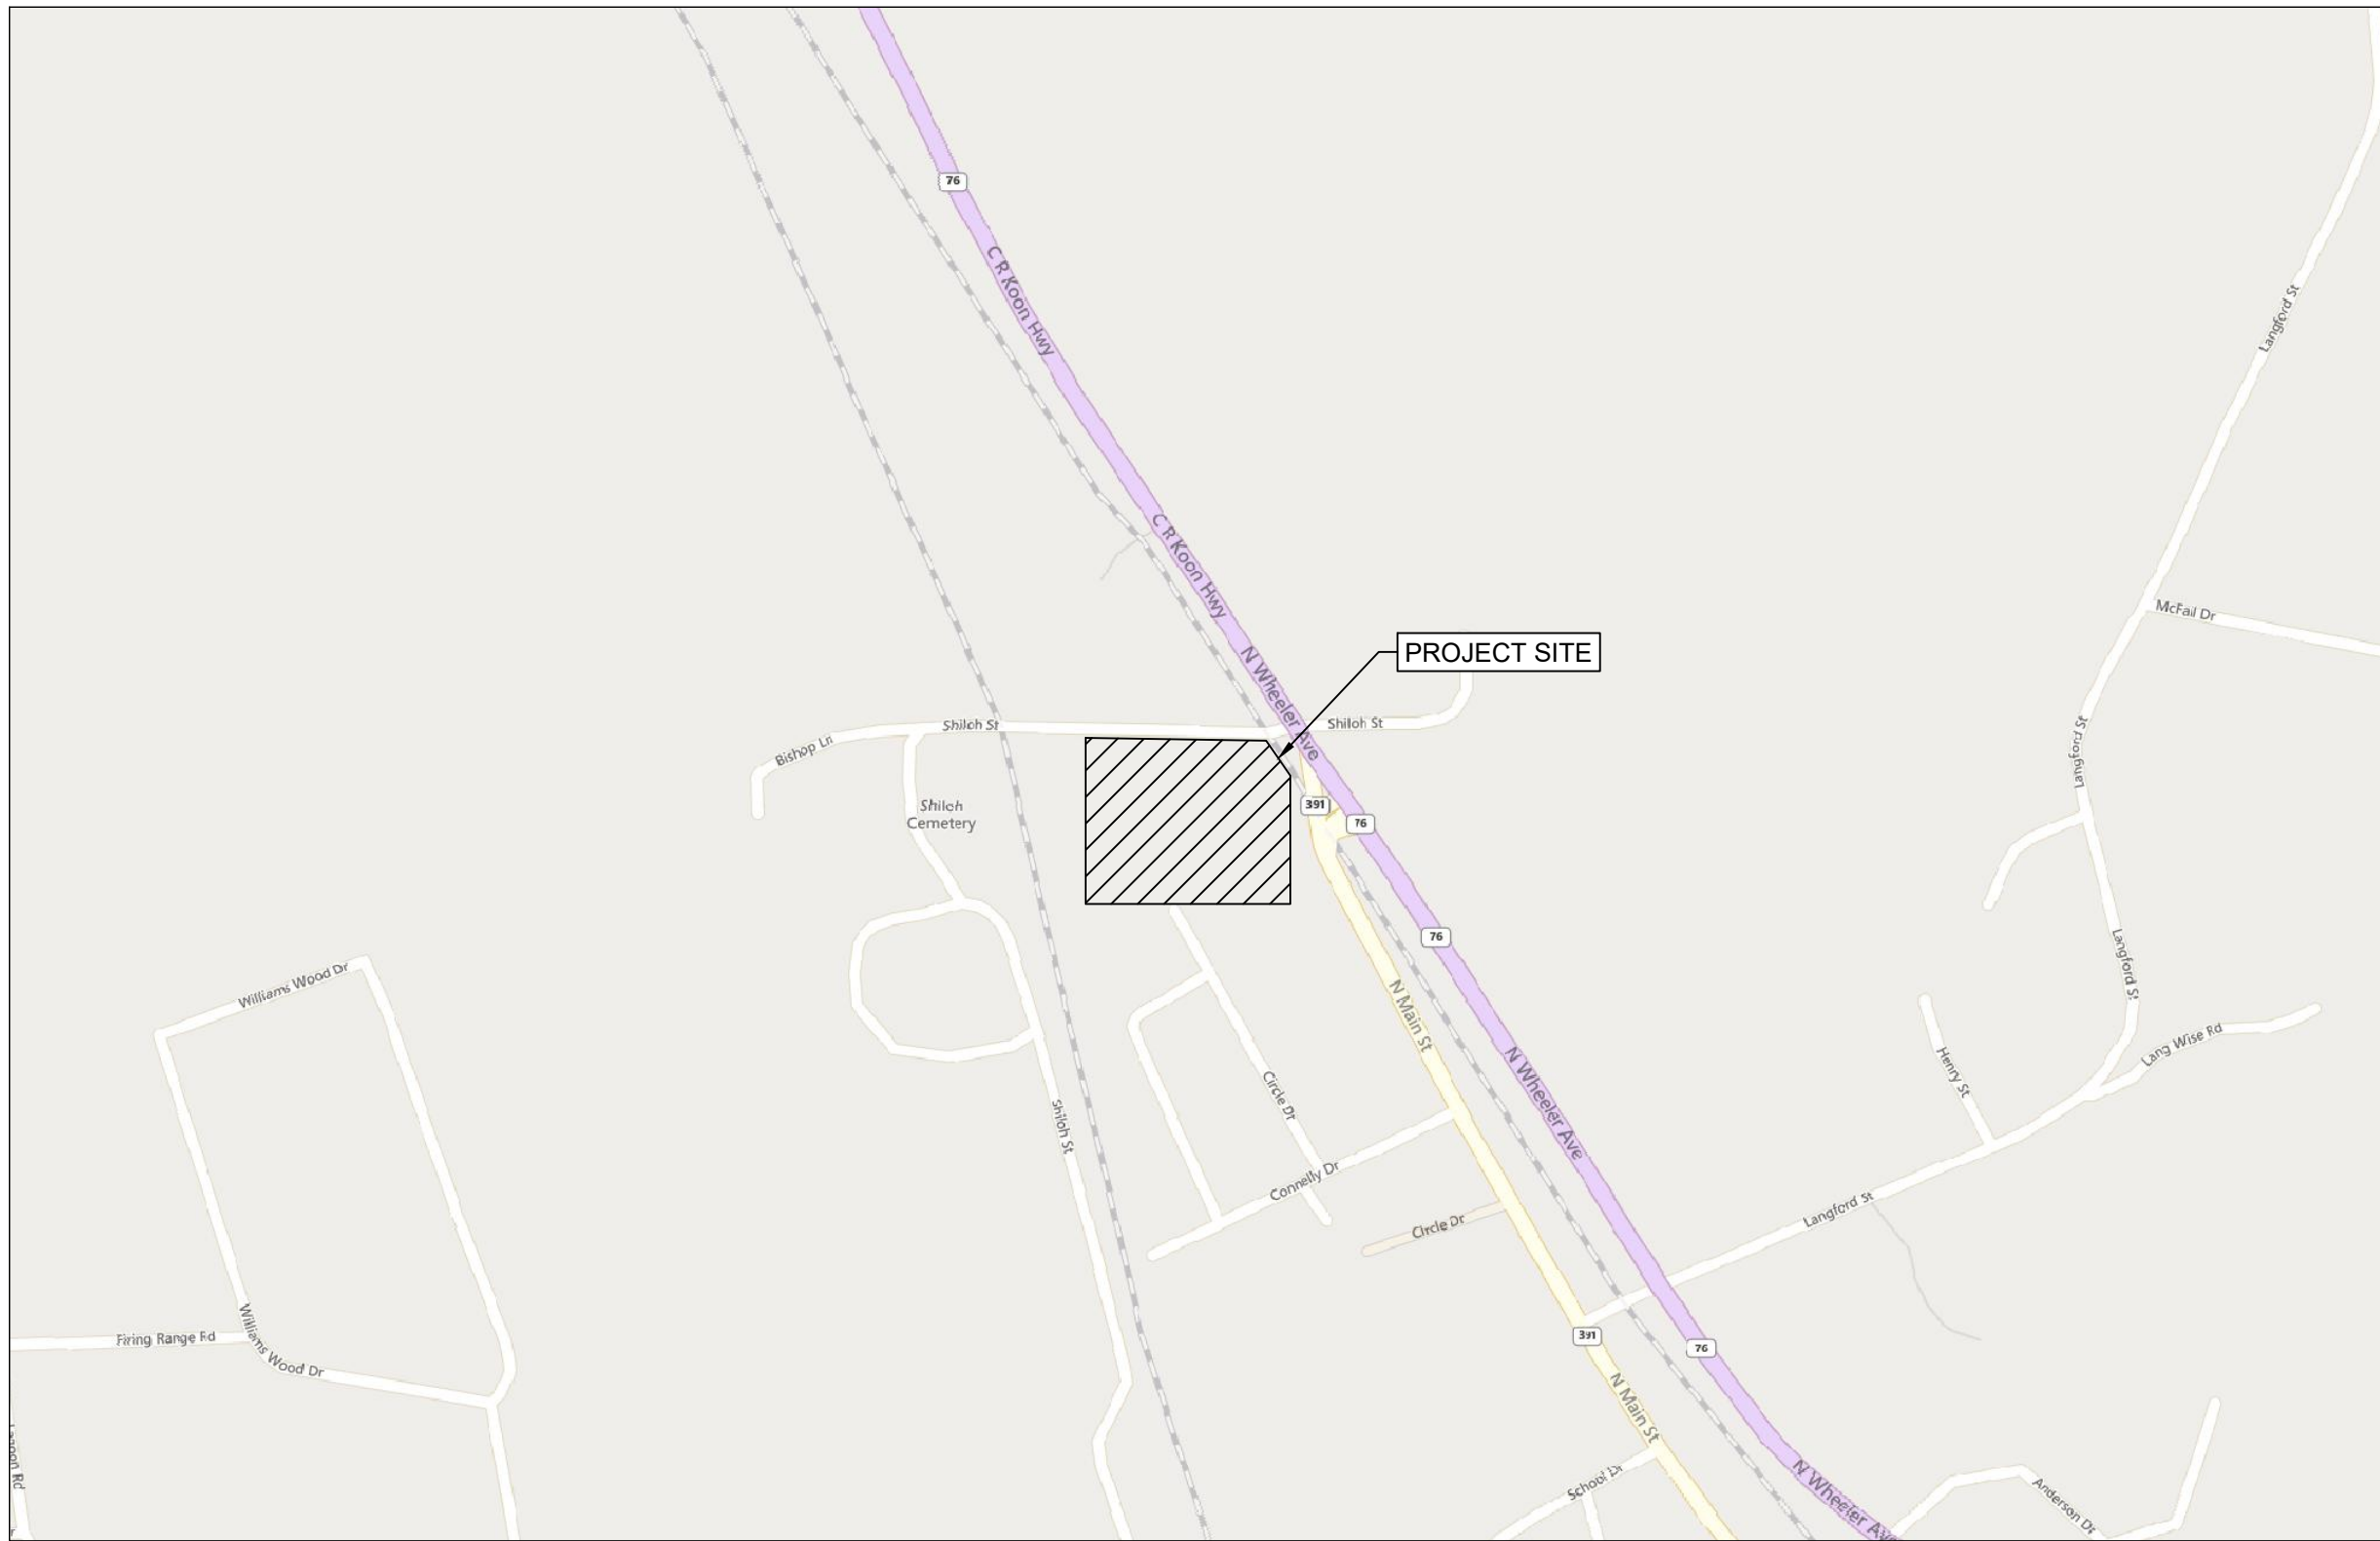 76
C R Koon Hwy
Langford St
C R Koon Hwy
McFail Dr
PROJECT SITE
N Wheeler Ave
Shiloh St
Shiloh St
Bishop Ln
Langford St
Shiloh
Cemetery
391
76
76
Langford St
Williams Wood Dr
N Main St
Lang Wise Rd
Henry St
N Wheeler Ave
Circle Dr
Shiloh St
Connelly Dr
Langford St
Circle Dr
Firing Range Rd
Williams Wood Dr
391
76
N Main St
School Dr
N Wheeler Ave
Anderson Dr